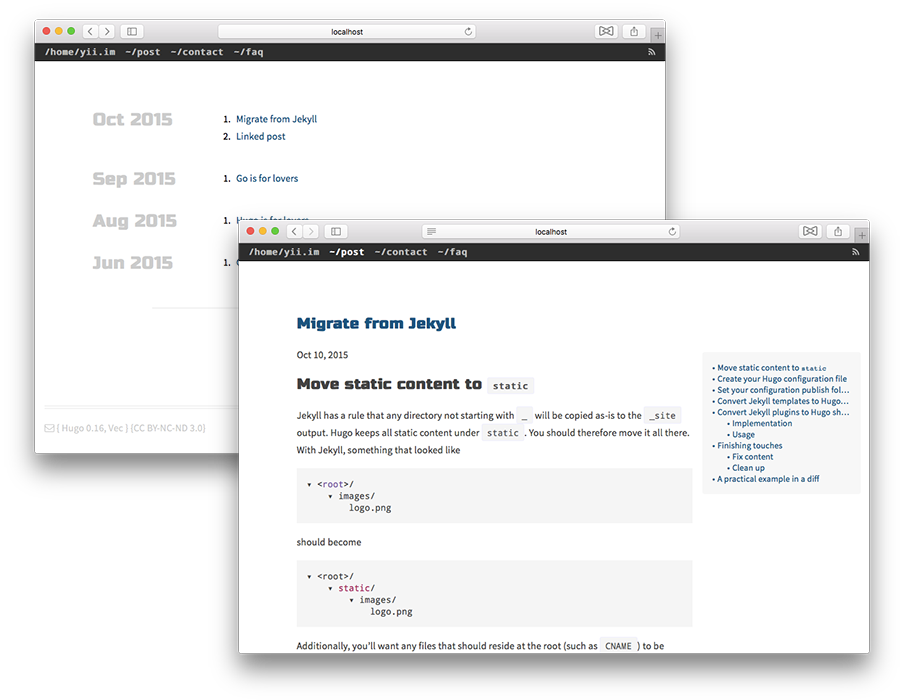 localhost
/home/yii.im ~/post ~/contact ~/faq
Oct 2015
1. Migrate from Jekyll
2. Linked post
Sep 2015
1. Go is for lovers
Aug 2015
1. Hugo is for lovers
Jun 2015
1.
[ Hugo 0.16, Vec ] [CC BY-NC-ND 3.0]
localhost
/home/yii.im ~/post ~/contact ~/faq
Migrate from Jekyll
Oct 10, 2015
Move static content to static
Jekyll has a rule that any directory not starting with _ will be copied as-is to the _site
output. Hugo keeps all static content under static . You should therefore move it all there.
With Jekyll, something that looked like
▾ <root>/
▾ images/
logo.png
should become
▾ <root>/
▾ static/
▾ images/
logo.png
Additionally, you'll want any files that should reside at the root (such as CNAME ) to be
• Move static content to static
• Create your Hugo configuration file
• Set your configuration publish fol...
• Convert Jekyll templates to Hugo...
• Convert Jekyll plugins to Hugo sh...
• Implementation
• Usage
• Finishing touches
• Fix content
• Clean up
• A practical example in a diff